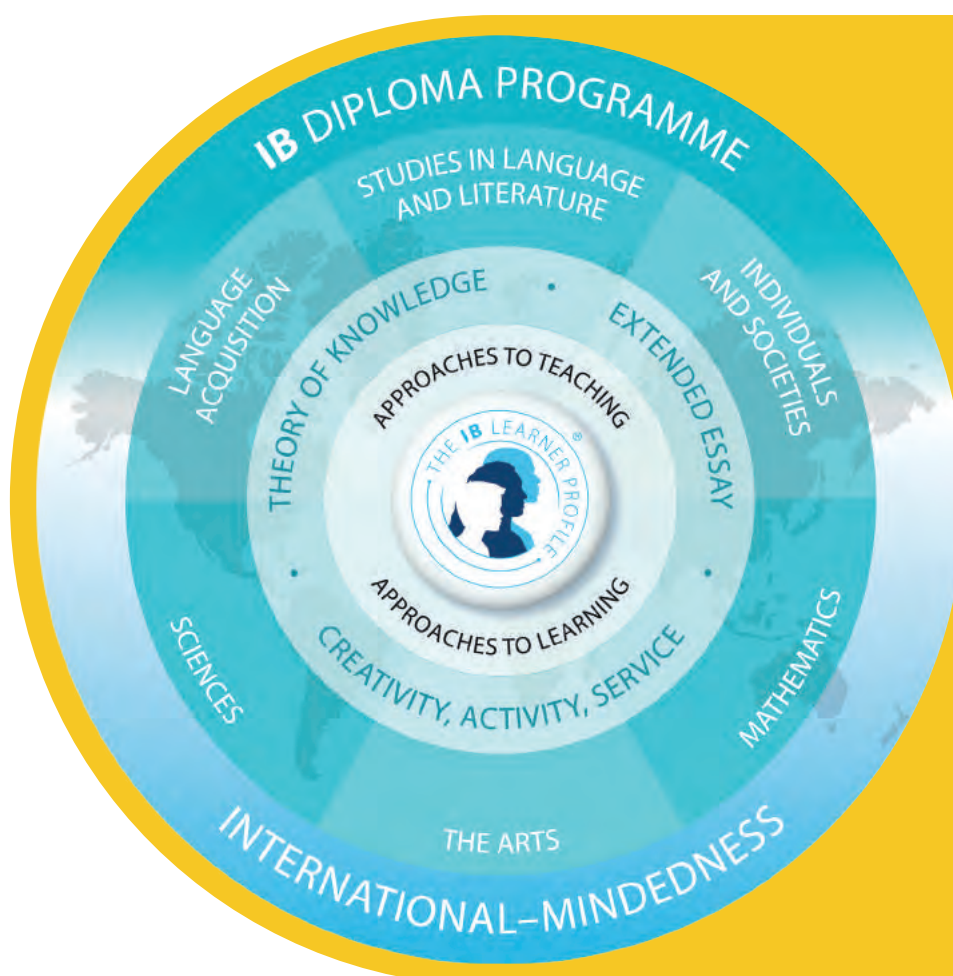 IB DIPLOMA PROGRAMME
STUDIES IN LANGUAGE
AND LITERATURE
LANGUAGE
ACQUISITION
INDIVIDUALS
AND SOCIETIES
THEORY OF KNOWLEDGE
•
EXTENDED ESSAY
•
APPROACHES TO TEACHING
THE IB LEARNER PROFILE
®
APPROACHES TO LEARNING
•
CREATIVITY, ACTIVITY, SERVICE
SCIENCES
MATHEMATICS
THE ARTS
INTERNATIONAL–MINDEDNESS